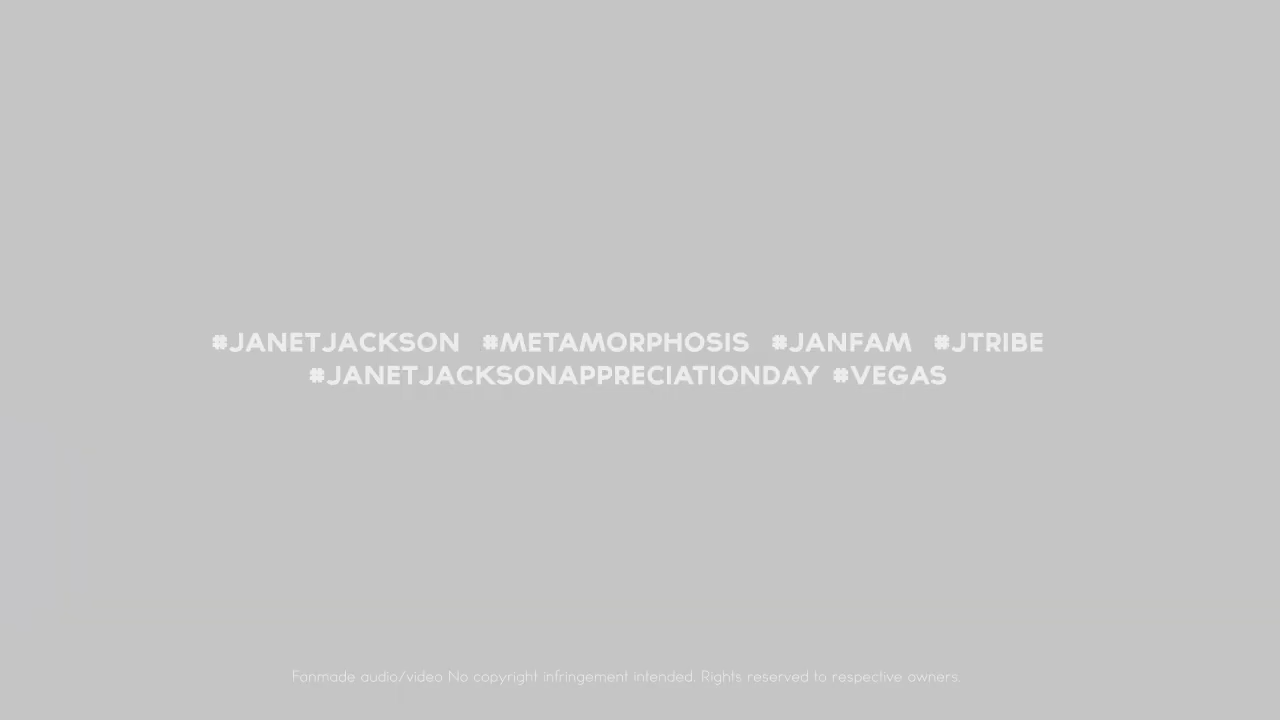 #JANETJACKSON #METAMORPHOSIS #JANFAM #JTRIBE
#JANETJACKSONAPPRECIATIONDAY #VEGAS
Fanmade audio/video No copyright infringement intended. Rights reserved to respective owners.